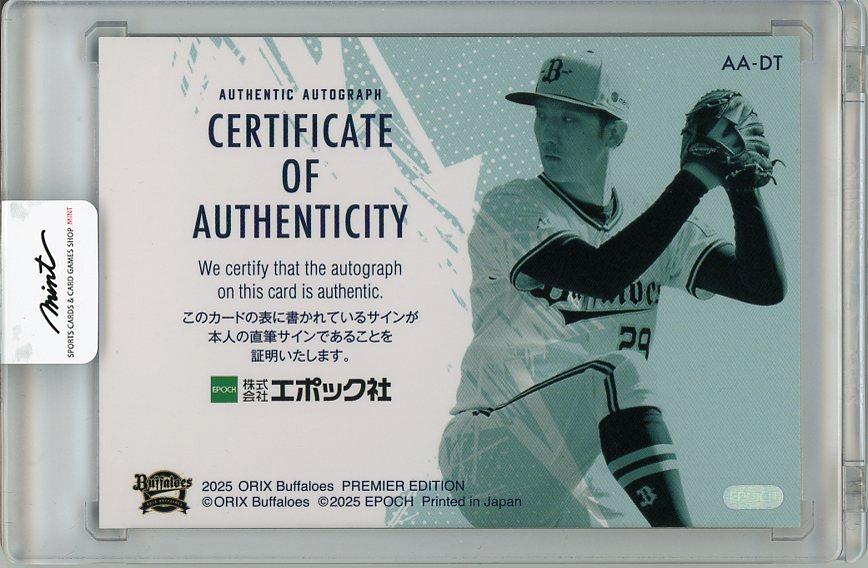 AA-DT
AUTHENTIC AUTOGRAPH
CERTIFICATE
OF
AUTHENTICITY
We certify that the autograph
on this card is authentic.
このカードの表に書かれているサインが
本人の直筆サインであることを
証明いたします。
EPOCH 株式会社 エポック社
mint
SPORTS CARDS & CARD GAMES SHOP MINT
B
Buffaloes
29
B
Buffaloes
2025 ORIX Buffaloes PREMIER EDITION
©ORIX Buffaloes ©2025 EPOCH Printed in Japan
EPOCH